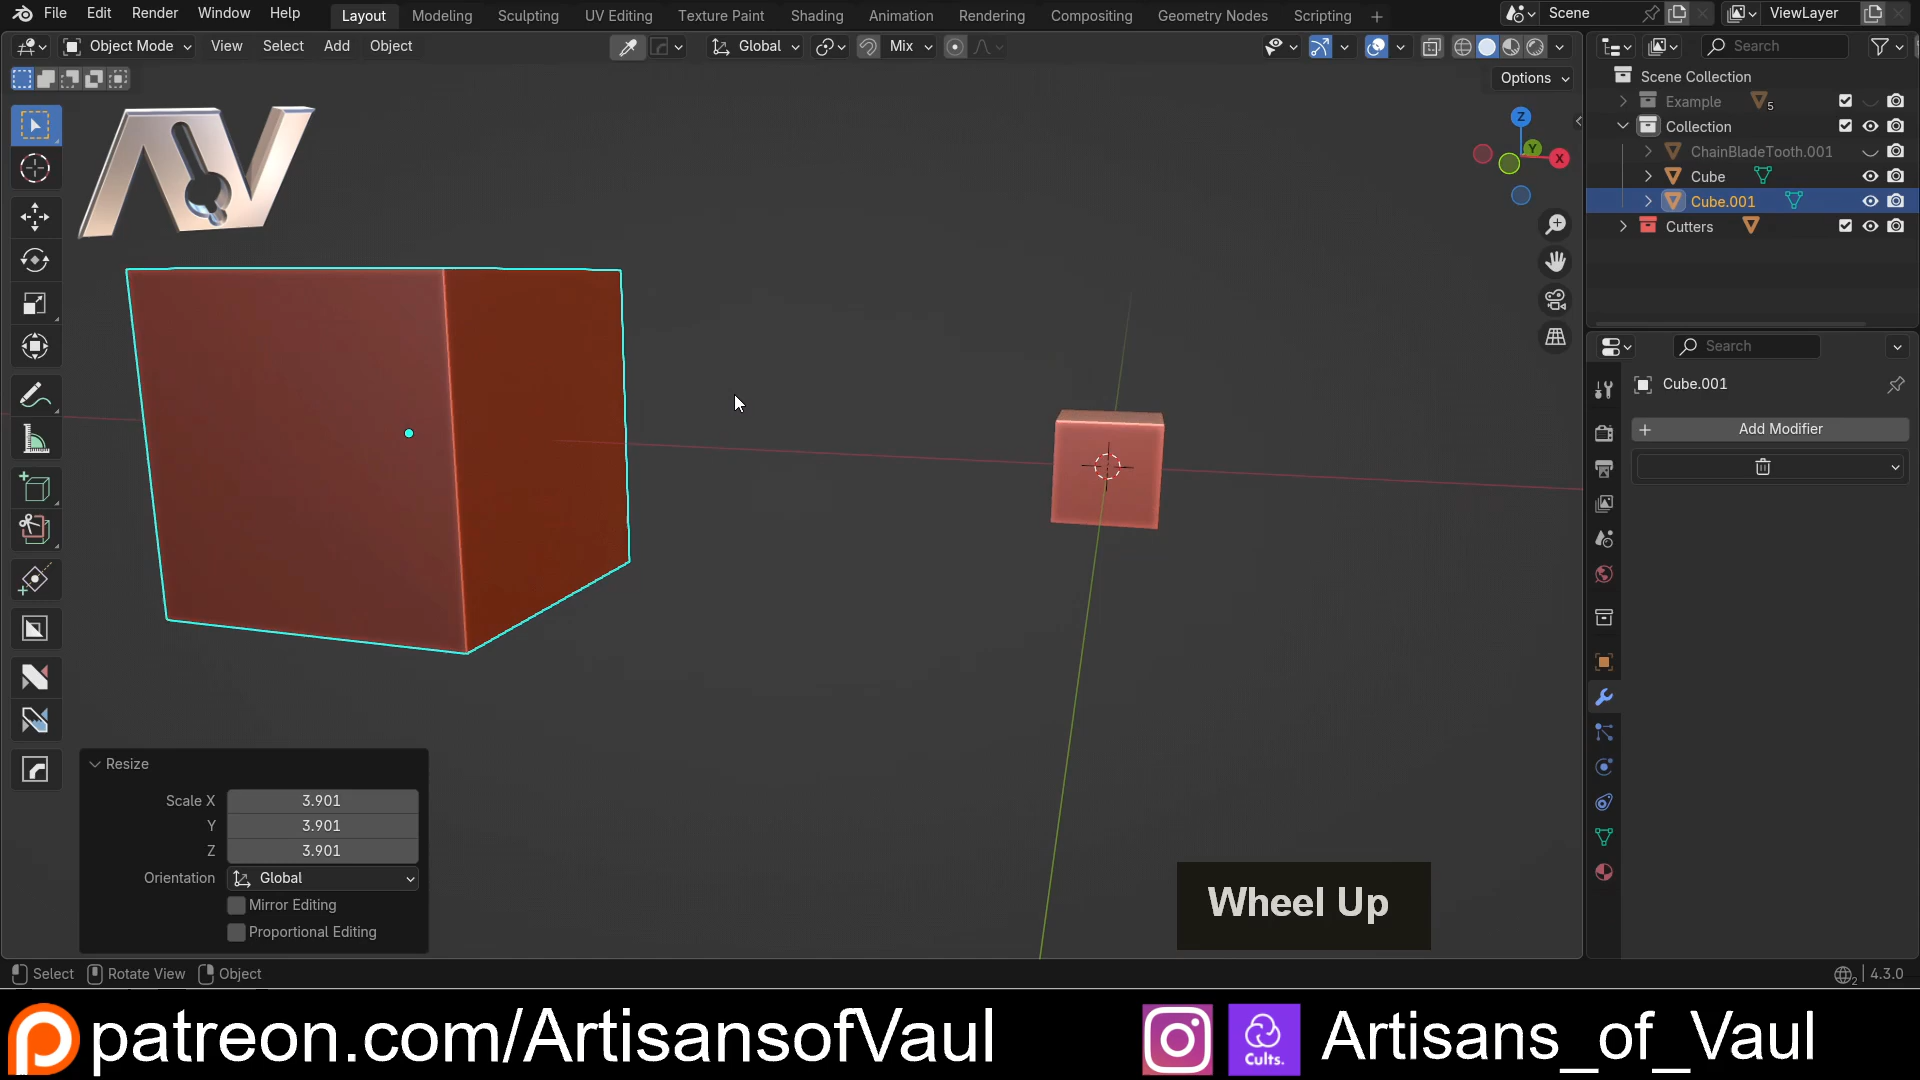 File Edit Render Window Help Layout Modeling Sculpting UV Editing Texture Paint Shading Animation Rendering Compositing Geometry Nodes Scripting + Scene ViewLayer
Object Mode View Select Add Object Global Mix Search
Options
Scene Collection
Example 5
Collection
ChainBladeTooth.001
Cube
Cube.001
Cutters
Z
Y
X
AV
Search
Cube.001
+ Add Modifier
Resize
Scale X 3.901
Y 3.901
Z 3.901
Orientation Global
Mirror Editing
Proportional Editing
Wheel Up
Select Rotate View Object 2 4.3.0
patreon.com/ArtisansofVaul Cults. Artisans_of_Vaul